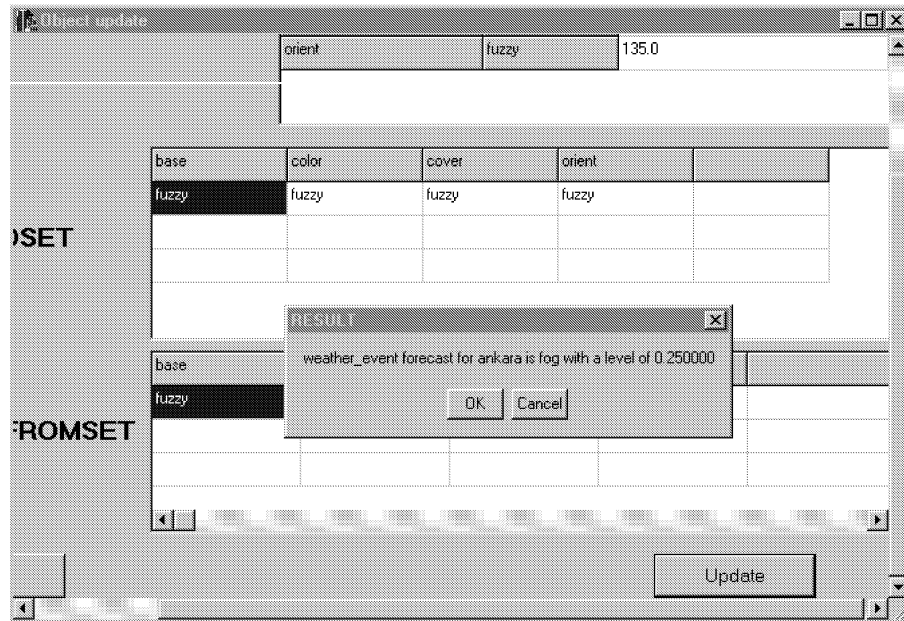 Object update
orient fuzzy 135.0
base color cover orient
fuzzy fuzzy fuzzy fuzzy
)SET
RESULT
weather_event forecast for ankara is fog with a level of 0.250000
OK Cancel
base
fuzzy
FROMSET
Update